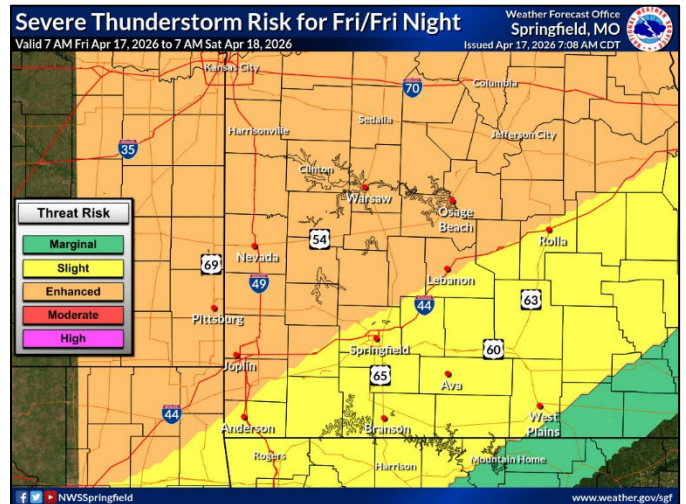 Severe Thunderstorm Risk for Fri/Fri Night
Valid 7 AM Fri Apr 17, 2026 to 7 AM Sat Apr 18, 2026
Weather Forecast Office
Springfield, MO
Issued Apr 17, 2026 7:08 AM CDT
Kansas City
70
Columbia
Harrisonville
Sedalia
Jefferson City
35
Clinton
Warsaw
Osage
Beach
Threat Risk
Marginal
Slight
Enhanced
Moderate
High
Nevada
54
Rolla
69
49
Lebanon
63
Pittsburg
44
Springfield
60
Joplin
65
Ava
44
Anderson
Branson
West
Plains
Rogers
Harrison
Mountain Home
NWSSpringfield
www.weather.gov/sgf